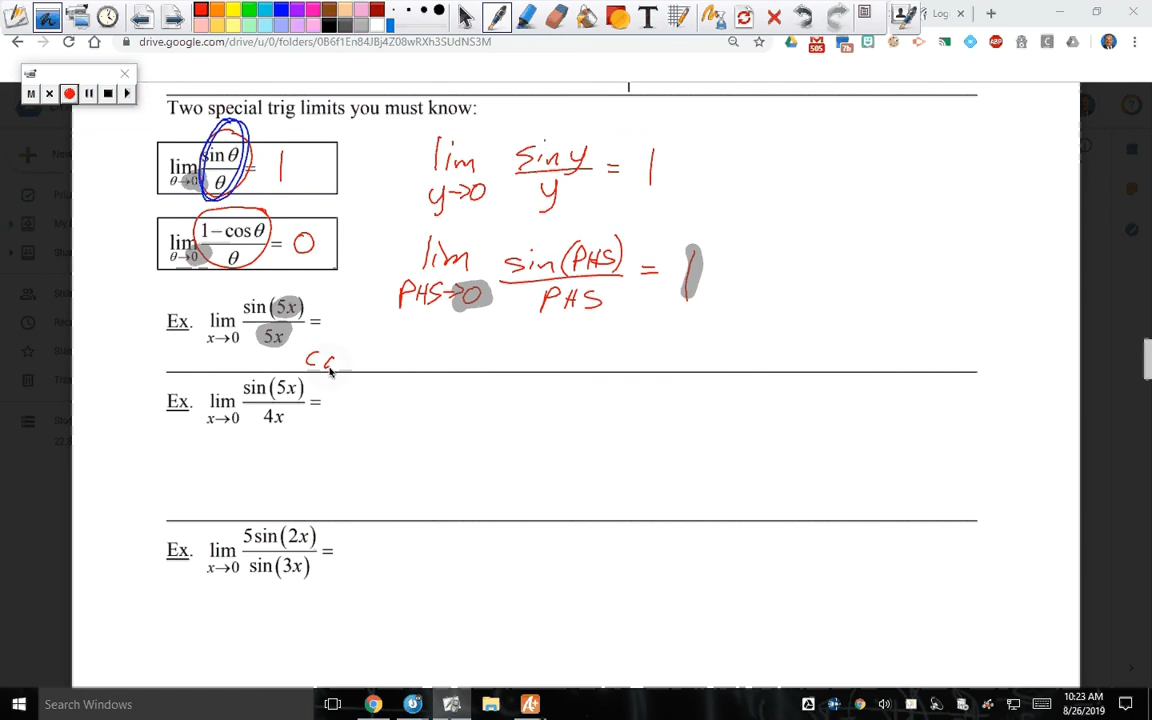 Log
drive.google.com/drive/u/0/folders/0B6f1En84JBj4Z08wRXh3SUdNS3M
Two special trig limits you must know:
lim θ→0 sin θ / θ = 1
lim y→0 sin y / y = 1
lim θ→0 1 − cos θ / θ = 0
lim PHS→0 sin(PHS) / PHS = 1
Ex. lim x→0 sin(5x) / 5x =
Ca
Ex. lim x→0 sin(5x) / 4x =
Ex. lim x→0 5sin(2x) / sin(3x) =
Search Windows
10:23 AM
8/26/2019